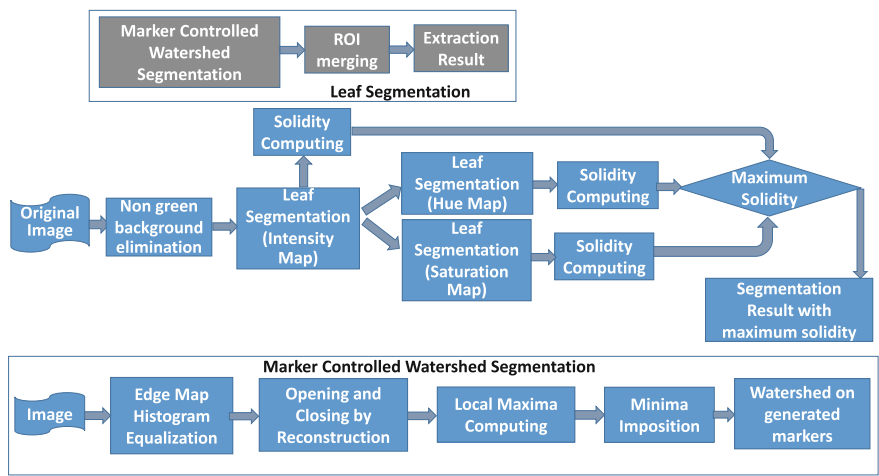 Marker Controlled
Watershed
Segmentation
ROI
merging
Extraction
Result
Leaf Segmentation
Solidity
Computing
Original
Image
Non green
background
elimination
Leaf
Segmentation
(Intensity
Map)
Leaf
Segmentation
(Hue Map)
Solidity
Computing
Leaf
Segmentation
(Saturation
Map)
Solidity
Computing
Maximum
Solidity
Segmentation
Result with
maximum solidity
Marker Controlled Watershed Segmentation
Image
Edge Map
Histogram
Equalization
Opening and
Closing by
Reconstruction
Local Maxima
Computing
Minima
Imposition
Watershed on
generated
markers